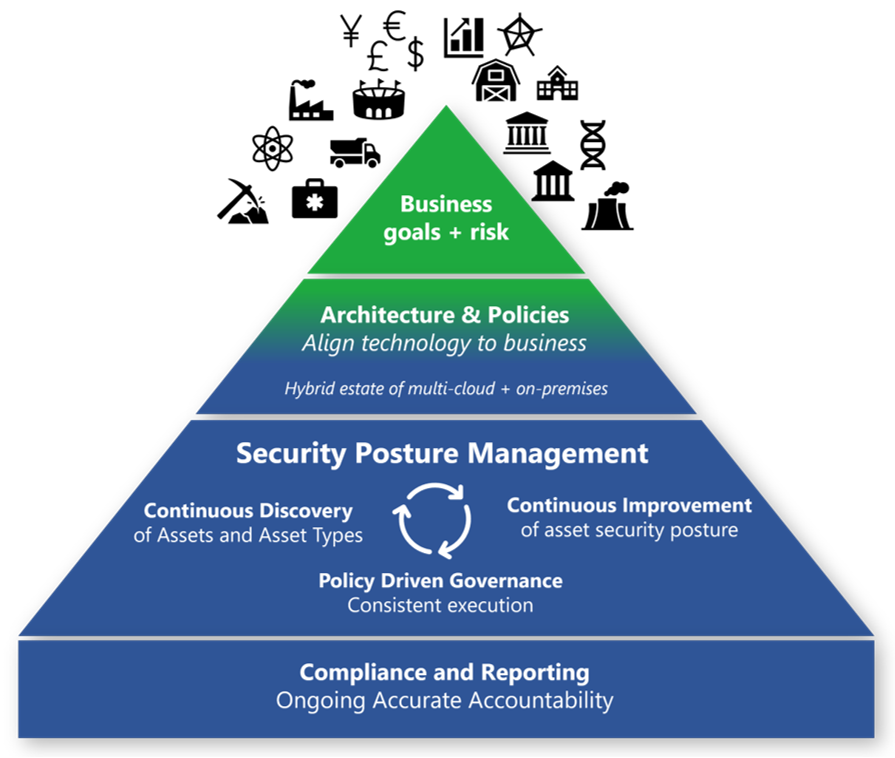 ¥ € £ $
Business
goals + risk
Architecture & Policies
Align technology to business
Hybrid estate of multi-cloud + on-premises
Security Posture Management
Continuous Discovery
of Assets and Asset Types
Continuous Improvement
of asset security posture
Policy Driven Governance
Consistent execution
Compliance and Reporting
Ongoing Accurate Accountability